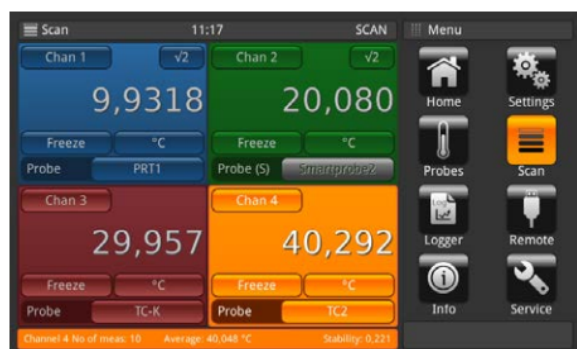 Scan 11:17 SCAN
Menu
Chan 1 √2
9,9318
Freeze °C
Probe PRT1
Chan 2 √2
20,080
Freeze °C
Probe (S) Smartprobe2
Chan 3
29,957
Freeze °C
Probe TC-K
Chan 4
40,292
Freeze °C
Probe TC2
Channel 4 No of meas: 10 Average: 40,048 °C Stability: 0,221
Home Settings
Probes Scan
Log
Logger Remote
Info Service